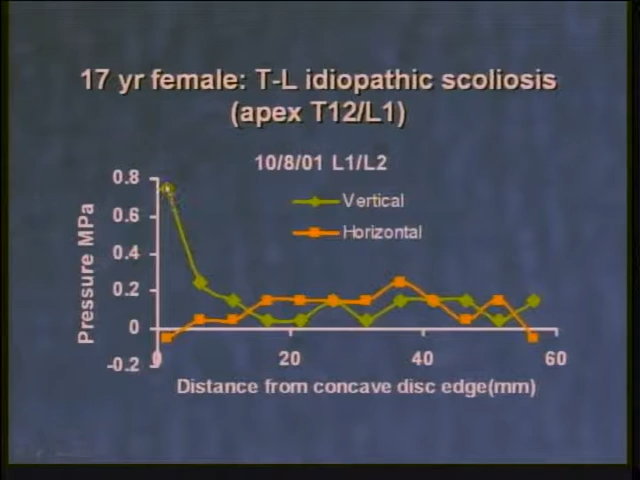 17 yr female: T-L idiopathic scoliosis
(apex T12/L1)
10/8/01 L1/L2
Vertical
Horizontal
Pressure MPa
0.8
0.6
0.4
0.2
0
-0.2
0 20 40 60
Distance from concave disc edge(mm)